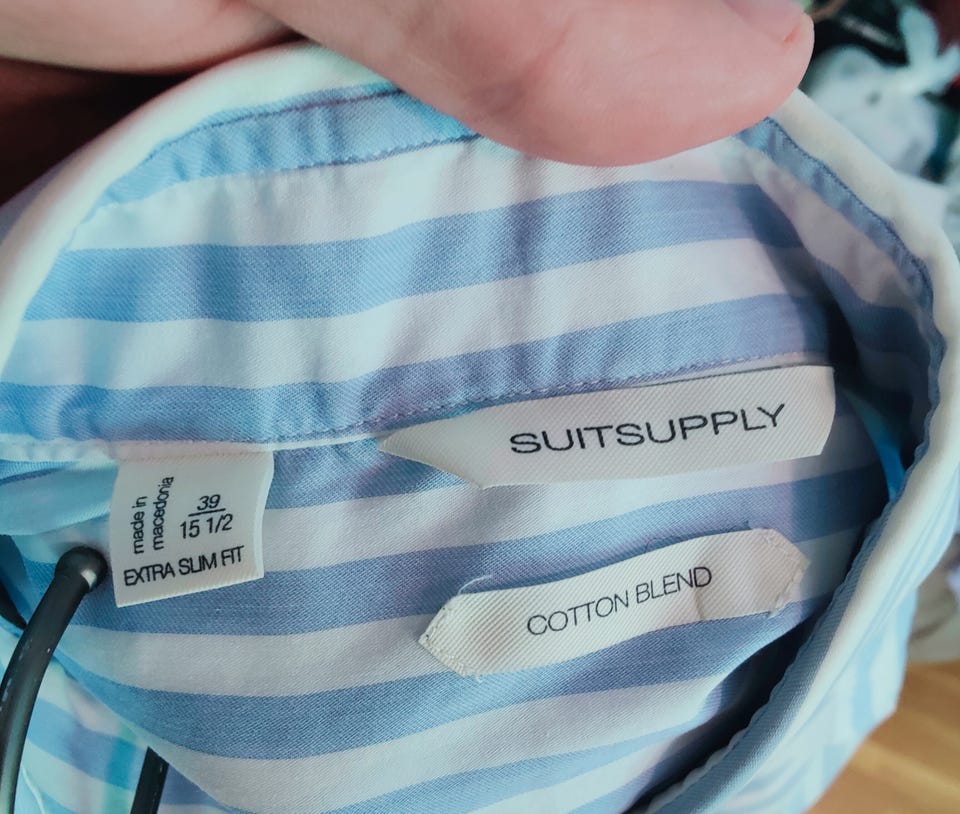 SUITSUPPLY
made in
macedonia
39
15 1/2
EXTRA SLIM FIT
COTTON BLEND